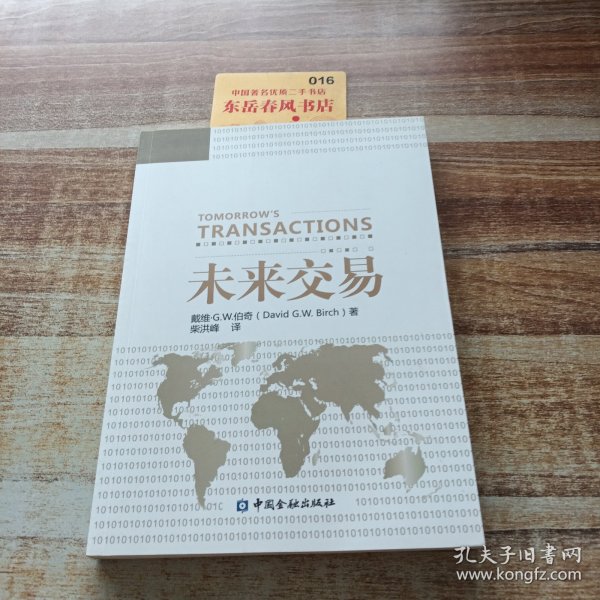 016
中国著名优质二手书店
东岳春风书店
TOMORROW'S
TRANSACTIONS
未来交易
戴维·G.W.伯奇（David G.W. Birch）著
柴洪峰 译
中国金融出版社
孔夫子旧书网
www.kongfz.com